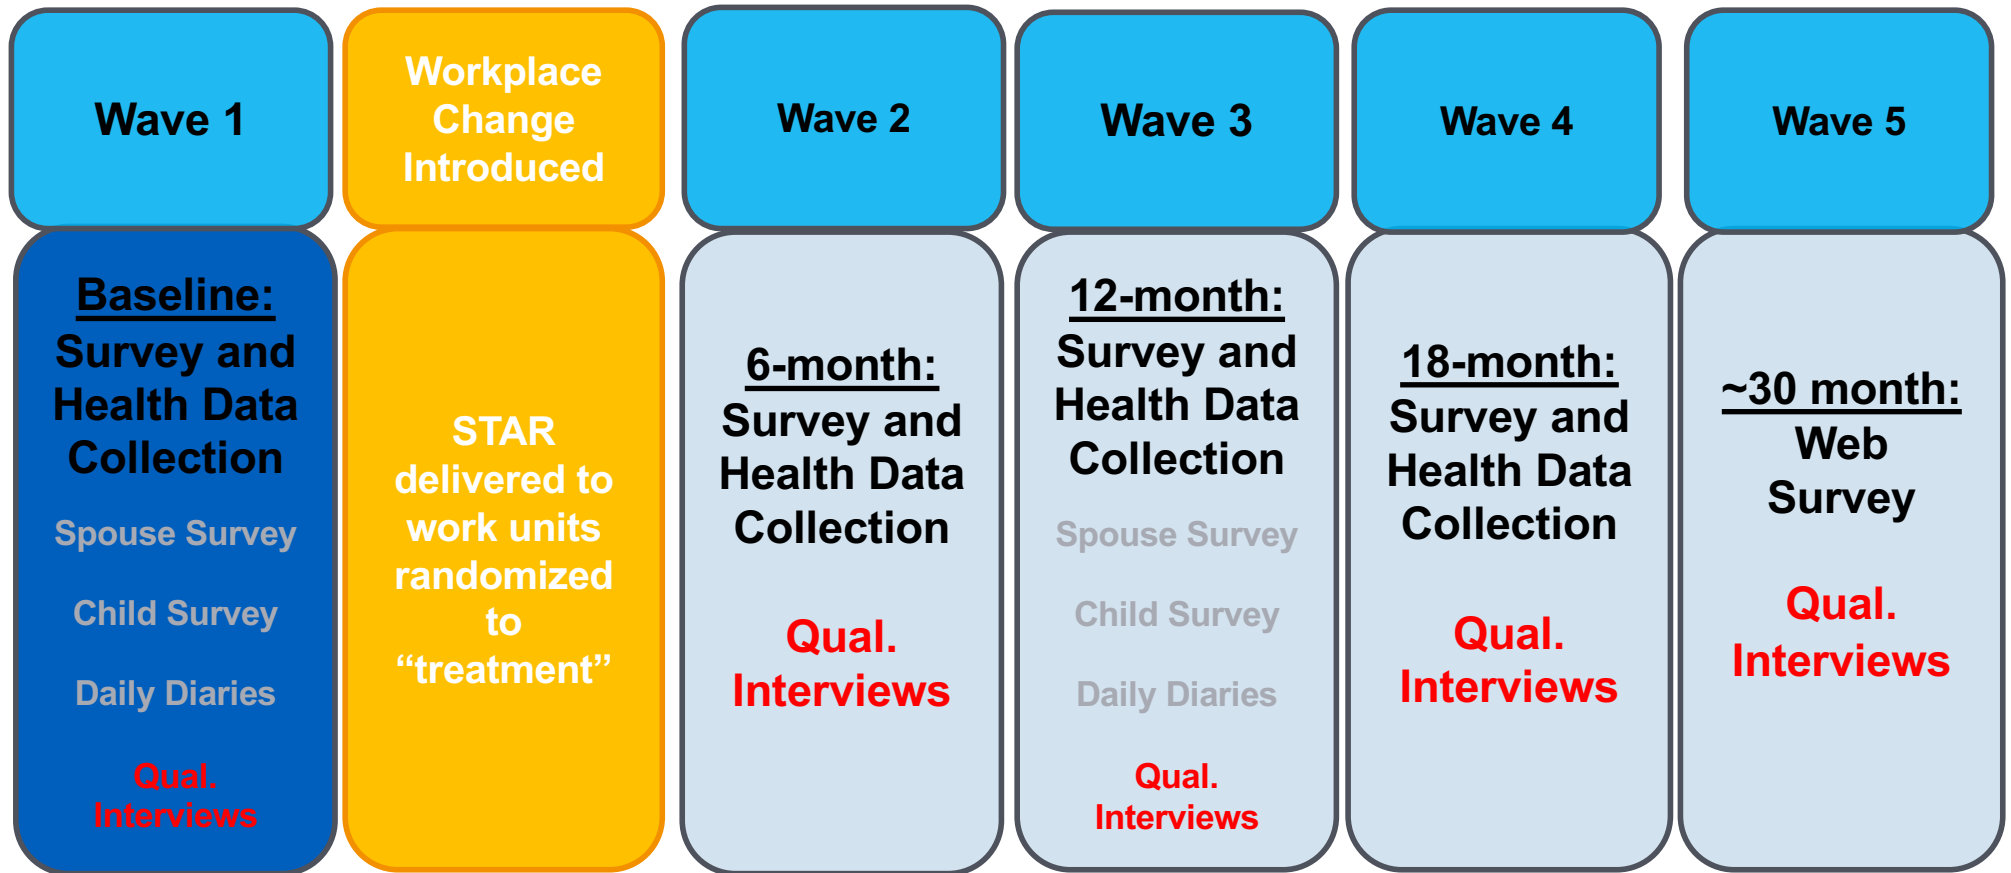 Wave 1
Baseline:
Survey and
Health Data
Collection
Spouse Survey
Child Survey
Daily Diaries
Qual.
Interviews
Workplace
Change
Introduced
STAR
delivered to
work units
randomized
to
“treatment”
Wave 2
6-month:
Survey and
Health Data
Collection
Qual.
Interviews
Wave 3
12-month:
Survey and
Health Data
Collection
Spouse Survey
Child Survey
Daily Diaries
Qual.
Interviews
Wave 4
18-month:
Survey and
Health Data
Collection
Qual.
Interviews
Wave 5
~30 month:
Web
Survey
Qual.
Interviews